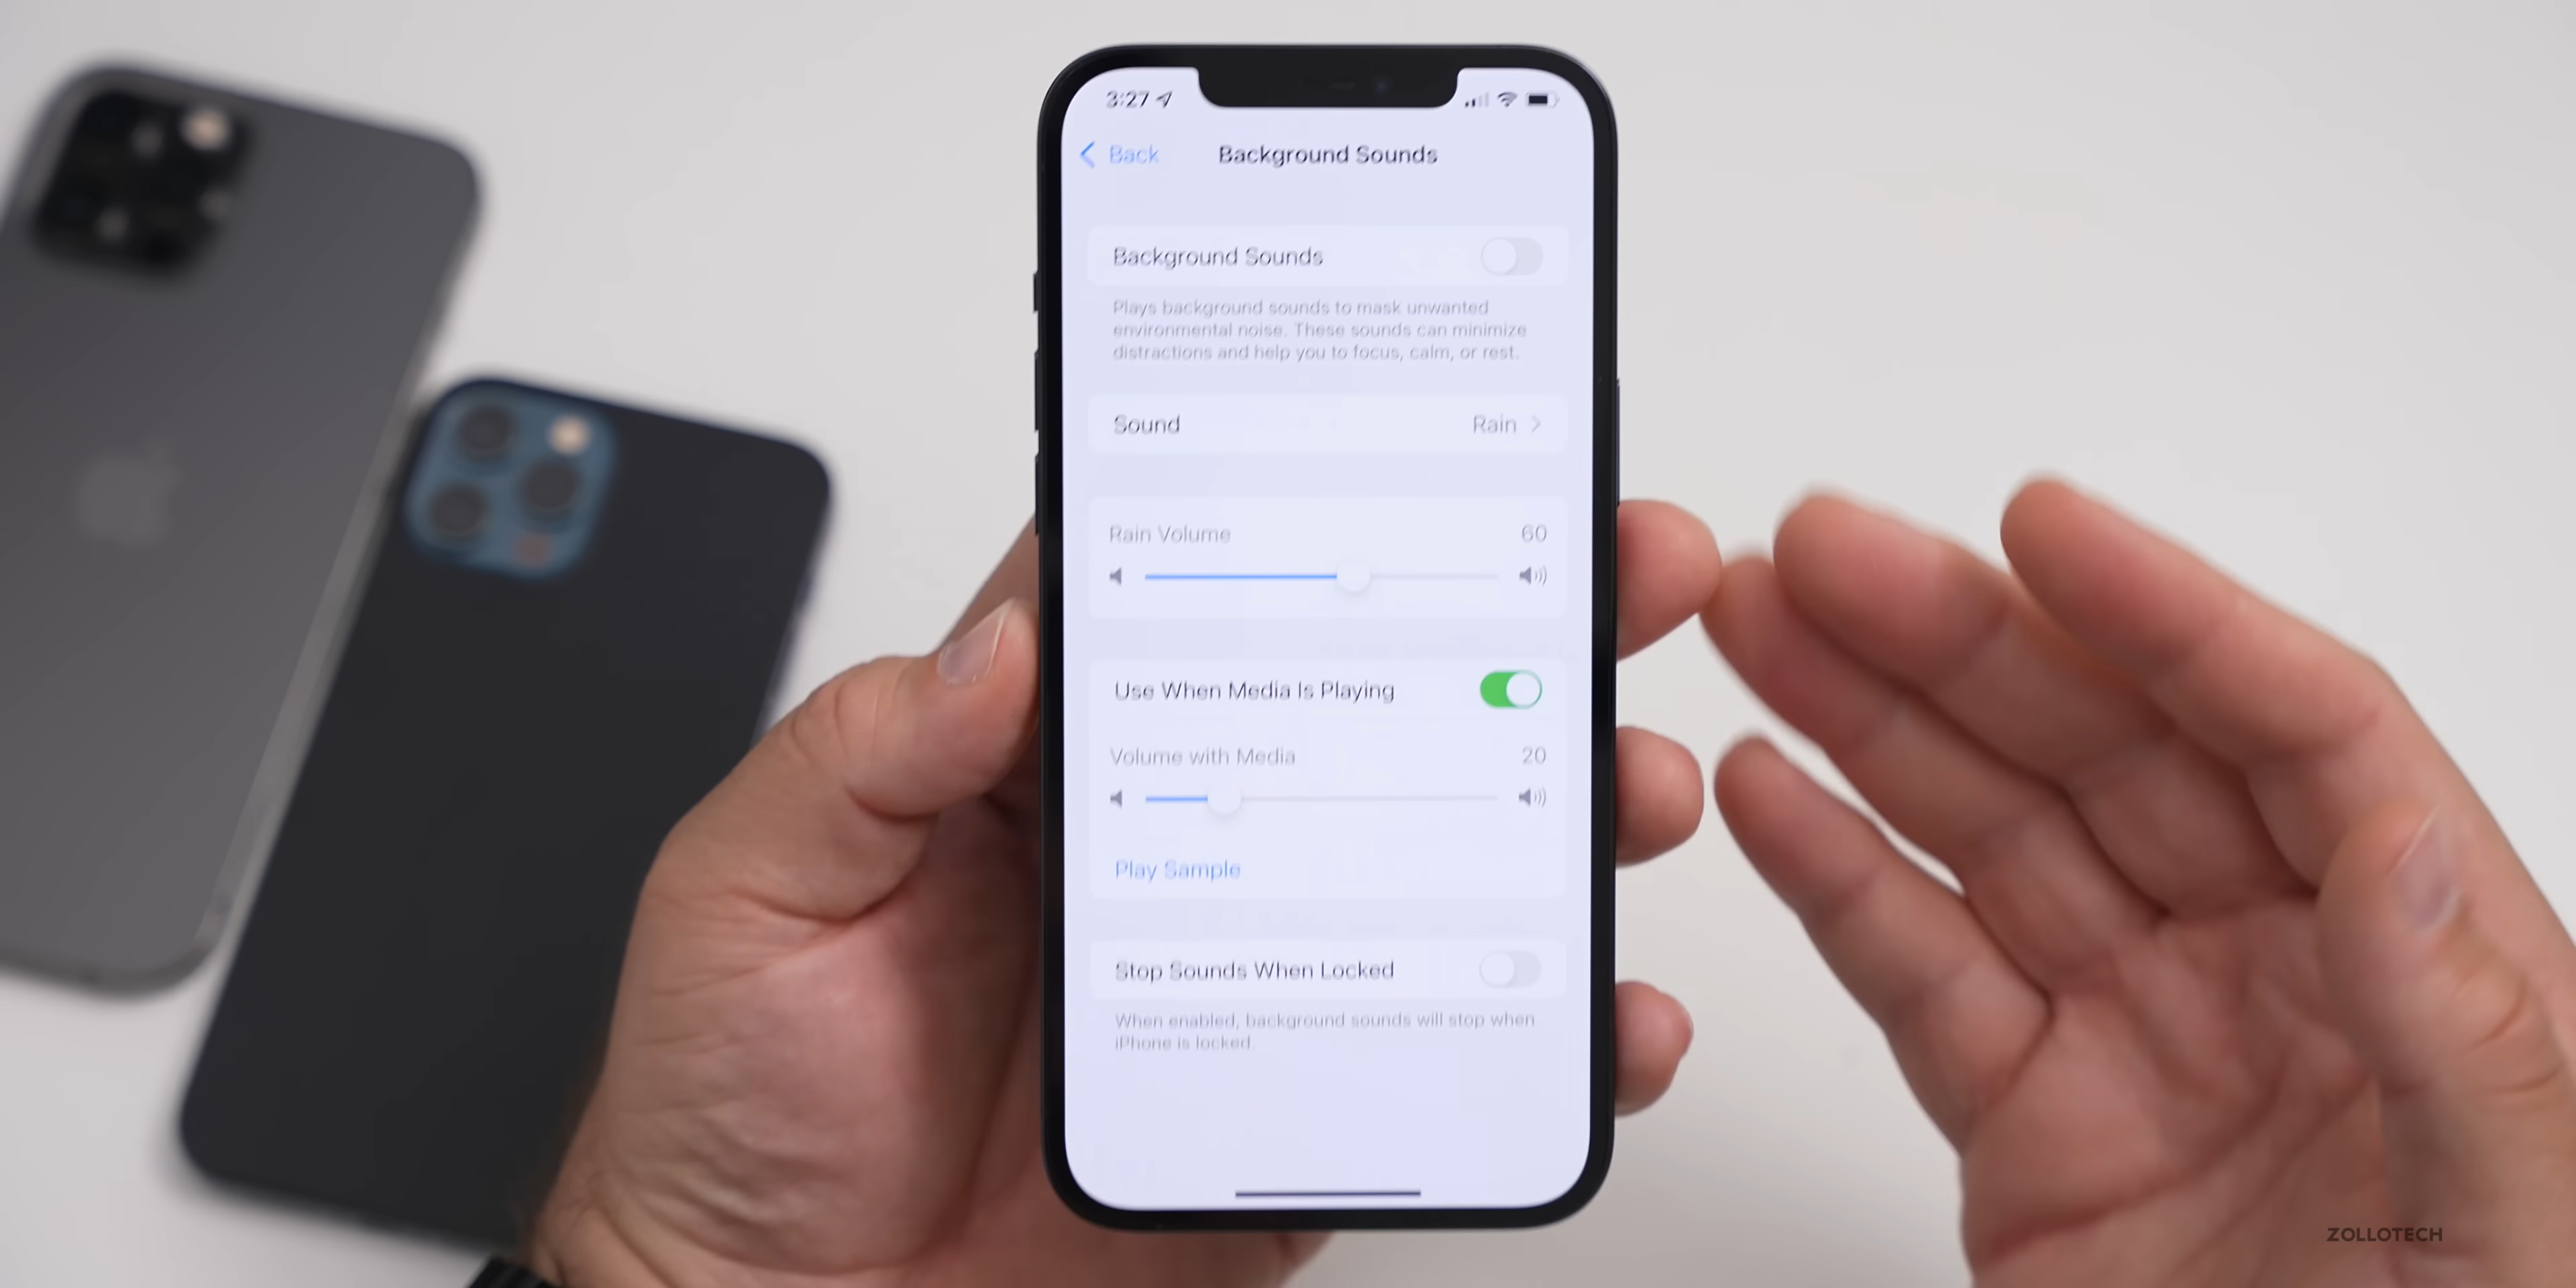 3:27
Back
Background Sounds
Background Sounds
Plays background sounds to mask unwanted
environmental noise. These sounds can minimize
distractions and help you to focus, calm, or rest.
Sound
Rain
Rain Volume
60
Use When Media Is Playing
Volume with Media
20
Play Sample
Stop Sounds When Locked
When enabled, background sounds will stop when
iPhone is locked.
ZOLLOTECH